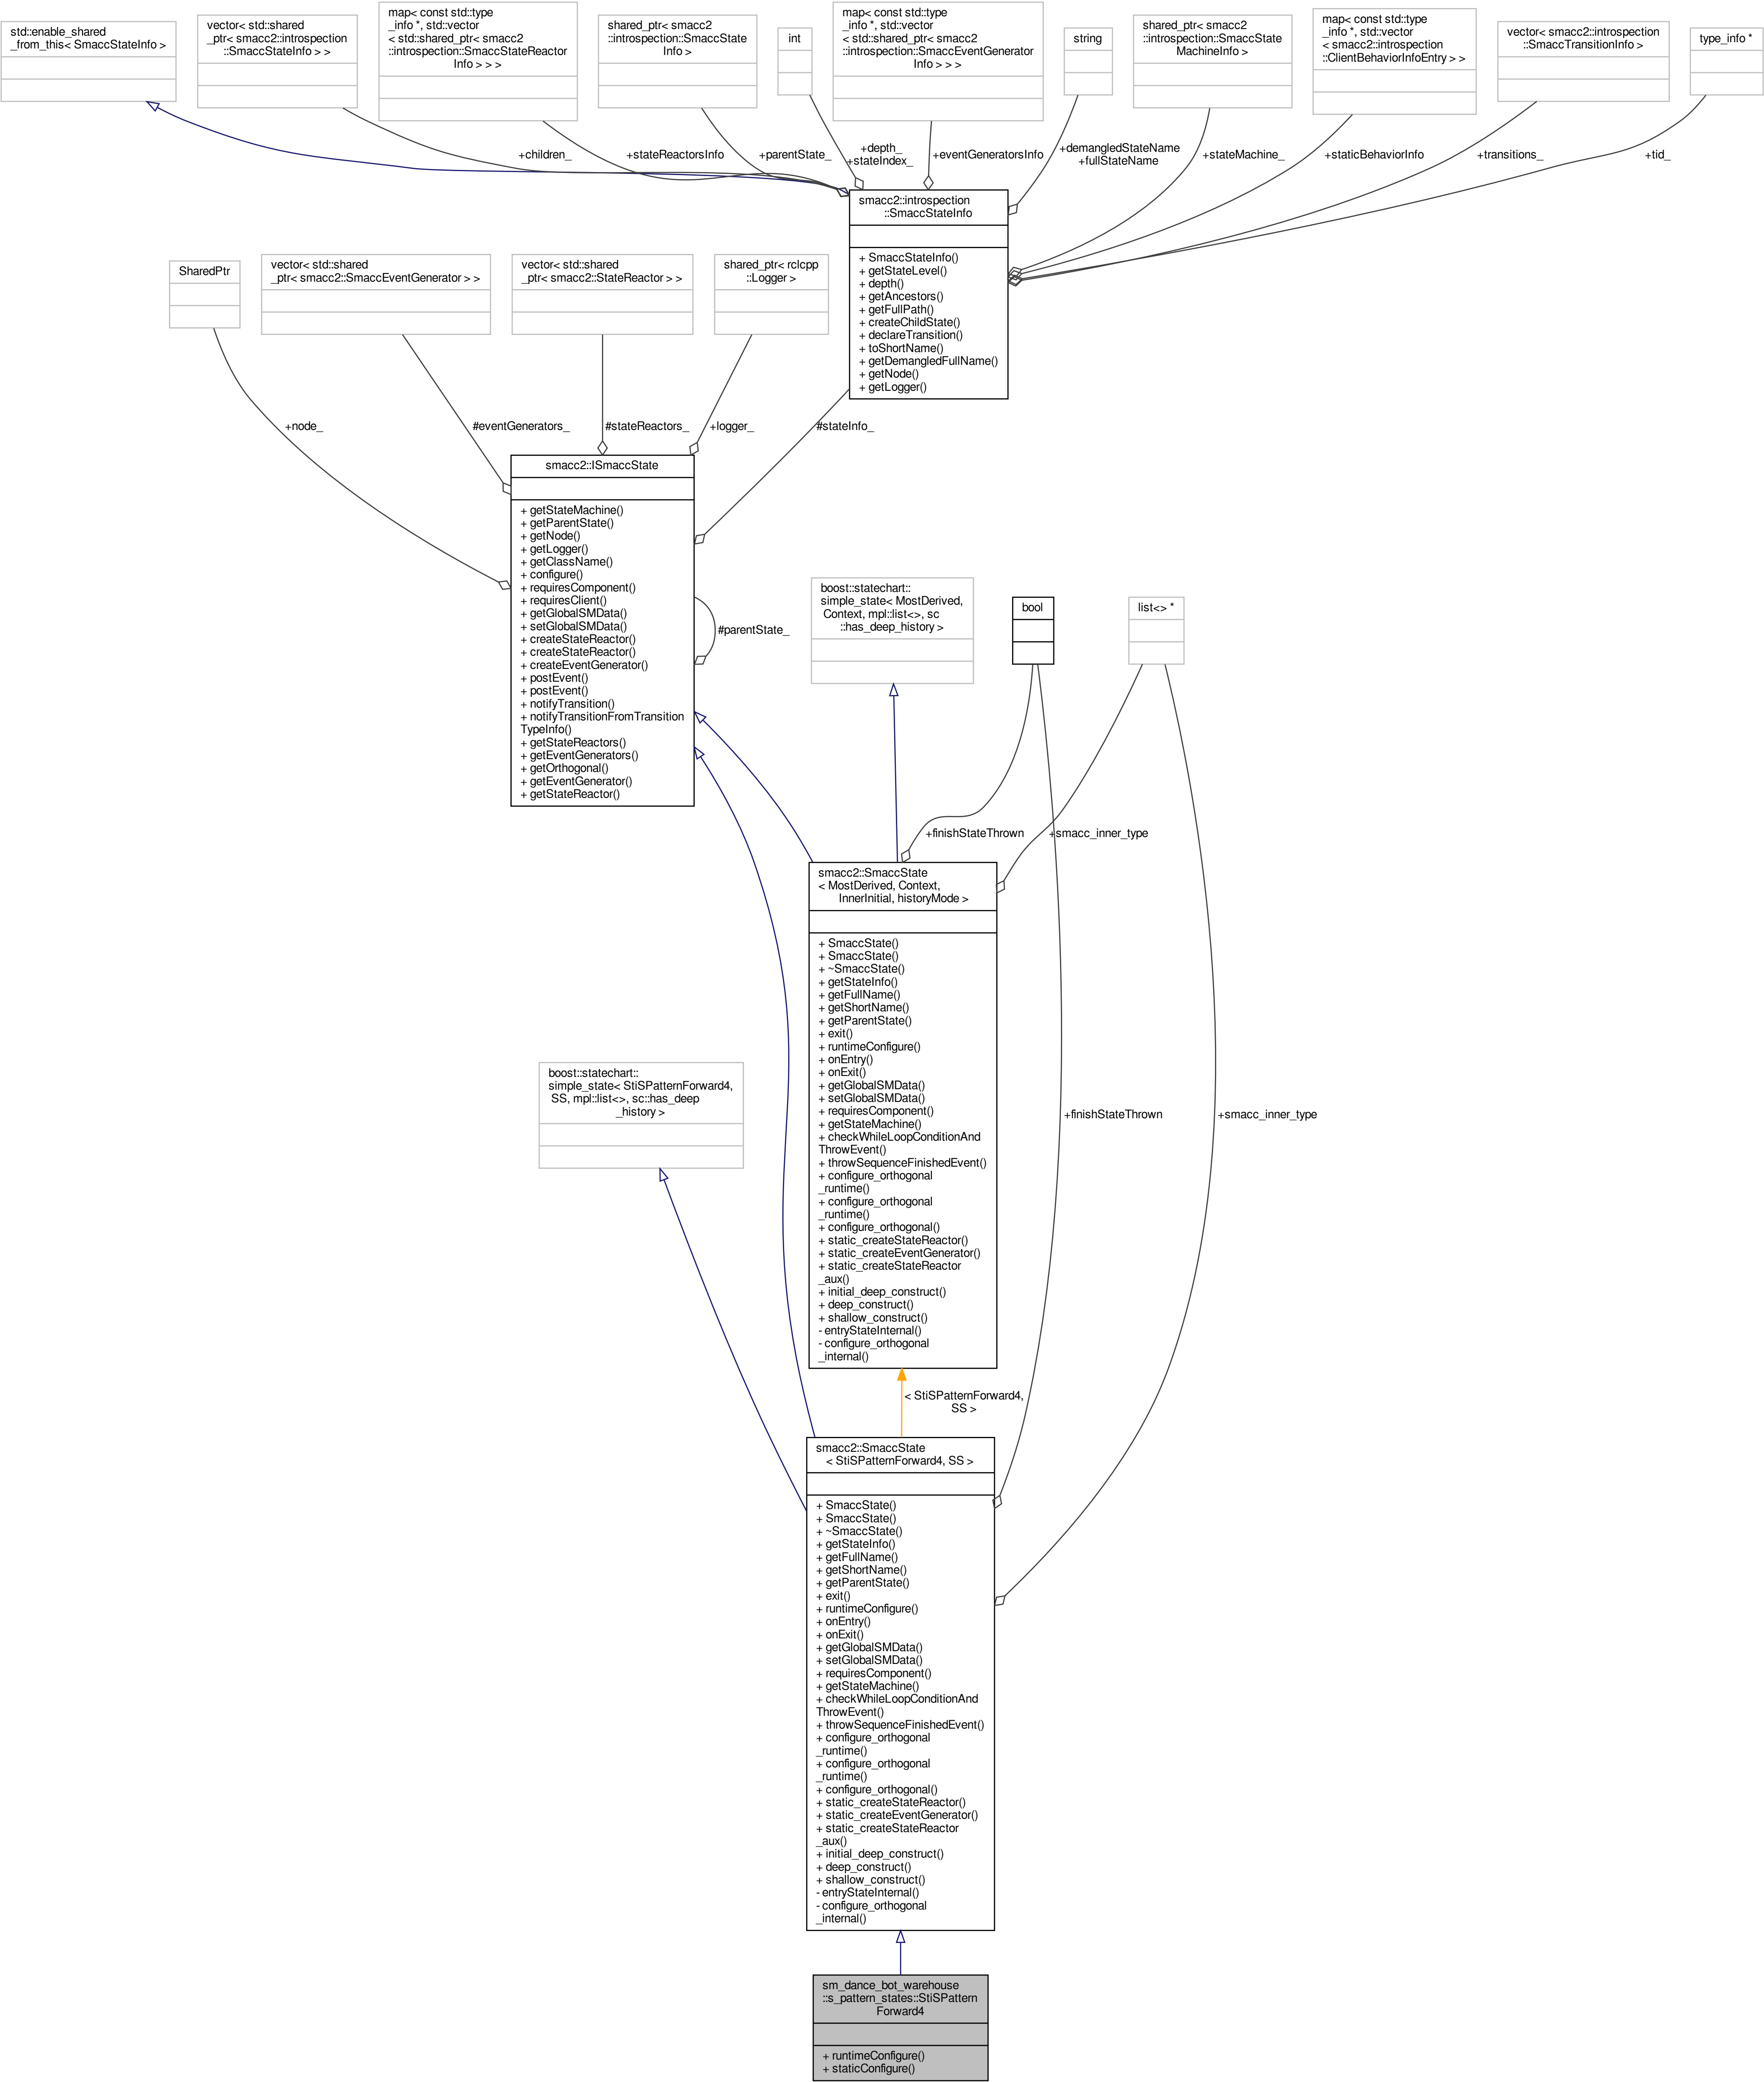 std::enable_shared
_from_this< SmaccStateInfo >
vector< std::shared
_ptr< smacc2::introspection
::SmaccStateInfo > >
map< const std::type
_info *, std::vector
< std::shared_ptr< smacc2
::introspection::SmaccStateReactor
Info > > >
shared_ptr< smacc2
::introspection::SmaccState
Info >
int
map< const std::type
_info *, std::vector
< std::shared_ptr< smacc2
::introspection::SmaccEventGenerator
Info > > >
string
shared_ptr< smacc2
::introspection::SmaccState
MachineInfo >
map< const std::type
_info *, std::vector
< smacc2::introspection
::ClientBehaviorInfoEntry > >
vector< smacc2::introspection
::SmaccTransitionInfo >
type_info *
+children_
+stateReactorsInfo
+parentState_
+depth_
+stateIndex_
+eventGeneratorsInfo
+demangledStateName
+fullStateName
+stateMachine_
+staticBehaviorInfo
+transitions_
+tid_
smacc2::introspection
::SmaccStateInfo
+ SmaccStateInfo()
+ getStateLevel()
+ depth()
+ getAncestors()
+ getFullPath()
+ createChildState()
+ declareTransition()
+ toShortName()
+ getDemangledFullName()
+ getNode()
+ getLogger()
SharedPtr
vector< std::shared
_ptr< smacc2::SmaccEventGenerator > >
vector< std::shared
_ptr< smacc2::StateReactor > >
shared_ptr< rclcpp
::Logger >
+node_
#eventGenerators_
#stateReactors_
+logger_
#stateInfo_
smacc2::ISmaccState
+ getStateMachine()
+ getParentState()
+ getNode()
+ getLogger()
+ getClassName()
+ configure()
+ requiresComponent()
+ requiresClient()
+ getGlobalSMData()
+ setGlobalSMData()
+ createStateReactor()
+ createStateReactor()
+ createEventGenerator()
+ postEvent()
+ postEvent()
+ notifyTransition()
+ notifyTransitionFromTransition
TypeInfo()
+ getStateReactors()
+ getEventGenerators()
+ getOrthogonal()
+ getEventGenerator()
+ getStateReactor()
#parentState_
boost::statechart::
simple_state< MostDerived,
Context, mpl::list<>, sc
::has_deep_history >
bool
list<> *
+finishStateThrown
+smacc_inner_type
smacc2::SmaccState
< MostDerived, Context,
InnerInitial, historyMode >
+ SmaccState()
+ SmaccState()
+ ~SmaccState()
+ getStateInfo()
+ getFullName()
+ getShortName()
+ getParentState()
+ exit()
+ runtimeConfigure()
+ onEntry()
+ onExit()
+ getGlobalSMData()
+ setGlobalSMData()
+ requiresComponent()
+ getStateMachine()
+ checkWhileLoopConditionAnd
ThrowEvent()
+ throwSequenceFinishedEvent()
+ configure_orthogonal
_runtime()
+ configure_orthogonal
_runtime()
+ configure_orthogonal()
+ static_createStateReactor()
+ static_createEventGenerator()
+ static_createStateReactor
_aux()
+ initial_deep_construct()
+ deep_construct()
+ shallow_construct()
- entryStateInternal()
- configure_orthogonal
_internal()
boost::statechart::
simple_state< StiSPatternForward4,
SS, mpl::list<>, sc::has_deep
_history >
+finishStateThrown
+smacc_inner_type
< StiSPatternForward4,
SS >
smacc2::SmaccState
< StiSPatternForward4, SS >
+ SmaccState()
+ SmaccState()
+ ~SmaccState()
+ getStateInfo()
+ getFullName()
+ getShortName()
+ getParentState()
+ exit()
+ runtimeConfigure()
+ onEntry()
+ onExit()
+ getGlobalSMData()
+ setGlobalSMData()
+ requiresComponent()
+ getStateMachine()
+ checkWhileLoopConditionAnd
ThrowEvent()
+ throwSequenceFinishedEvent()
+ configure_orthogonal
_runtime()
+ configure_orthogonal
_runtime()
+ configure_orthogonal()
+ static_createStateReactor()
+ static_createEventGenerator()
+ static_createStateReactor
_aux()
+ initial_deep_construct()
+ deep_construct()
+ shallow_construct()
- entryStateInternal()
- configure_orthogonal
_internal()
sm_dance_bot_warehouse
::s_pattern_states::StiSPattern
Forward4
+ runtimeConfigure()
+ staticConfigure()